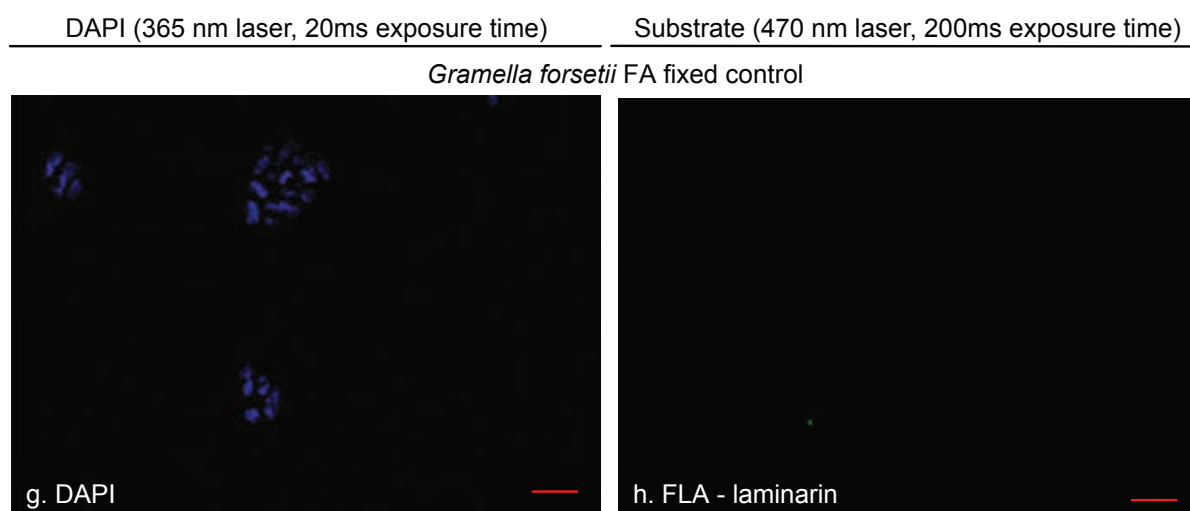 DAPI (365 nm laser, 20ms exposure time)
Substrate (470 nm laser, 200ms exposure time)
Gramella forsetii FA fixed control
g. DAPI
h. FLA - laminarin